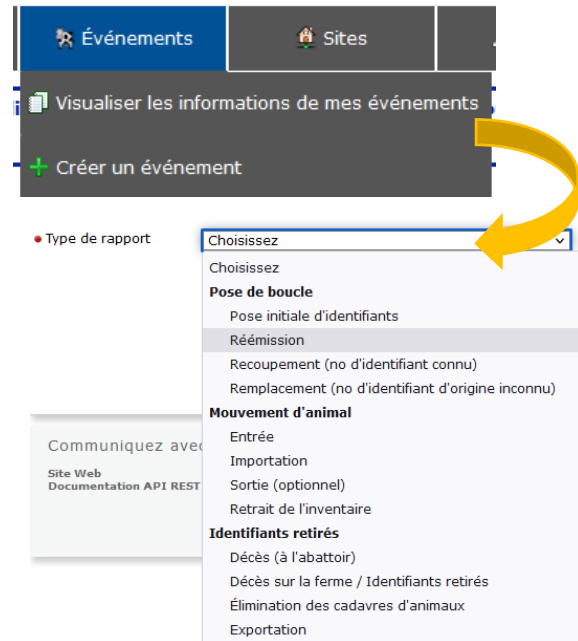 Événements
Sites
Visualiser les informations de mes événements
Créer un événement
Type de rapport
Choisissez
Choisissez
Pose de boucle
Pose initiale d'identifiants
Réémission
Recoupement (no d'identifiant connu)
Remplacement (no d'identifiant d'origine inconnu)
Mouvement d'animal
Entrée
Importation
Sortie (optionnel)
Retrait de l'inventaire
Identifiants retirés
Décès (à l'abattoir)
Décès sur la ferme / Identifiants retirés
Élimination des cadavres d'animaux
Exportation
Communiquez avec
Site Web
Documentation API REST